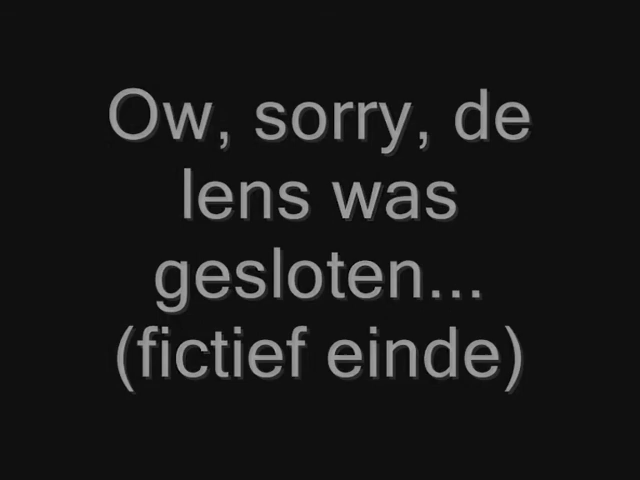 Ow, sorry, de
lens was
gesloten...
(fictief einde)